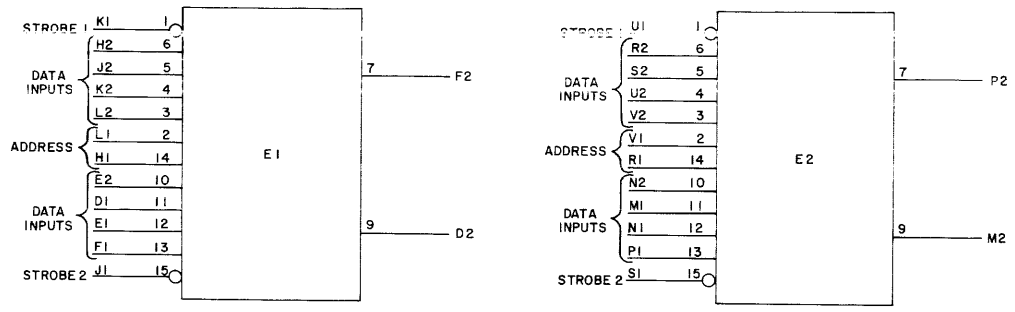 STROBE 1 K1 1
H2 6
J2 5
K2 4
L2 3
DATA INPUTS
L1 2
H1 14
ADDRESS
E2 10
D1 11
E1 12
F1 13
DATA INPUTS
STROBE 2 J1 15
E1
7 F2
9 D2
STROBE 1 U1 1
R2 6
S2 5
U2 4
V2 3
DATA INPUTS
V1 2
R1 14
ADDRESS
N2 10
M1 11
N1 12
P1 13
DATA INPUTS
STROBE 2 S1 15
E2
7 P2
9 M2